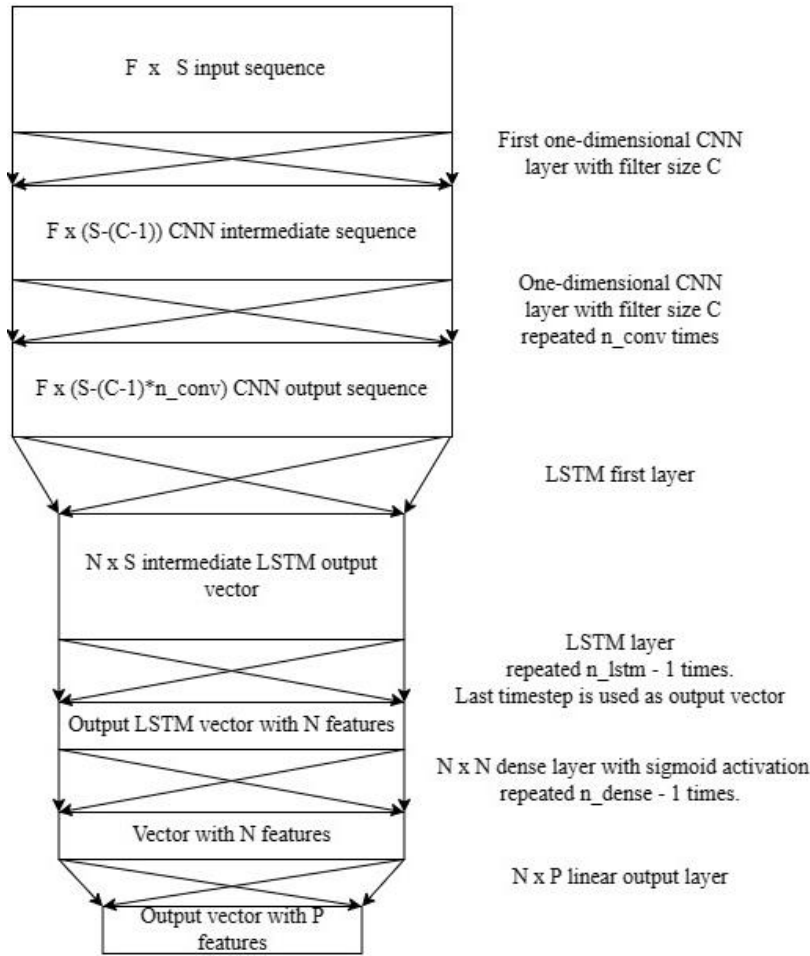 F x S input sequence
First one-dimensional CNN
layer with filter size C
F x (S-(C-1)) CNN intermediate sequence
One-dimensional CNN
layer with filter size C
repeated n_conv times
F x (S-(C-1)*n_conv) CNN output sequence
LSTM first layer
N x S intermediate LSTM output
vector
LSTM layer
repeated n_lstm - 1 times.
Last timestep is used as output vector
Output LSTM vector with N features
N x N dense layer with sigmoid activation
repeated n_dense - 1 times.
Vector with N features
N x P linear output layer
Output vector with P
features